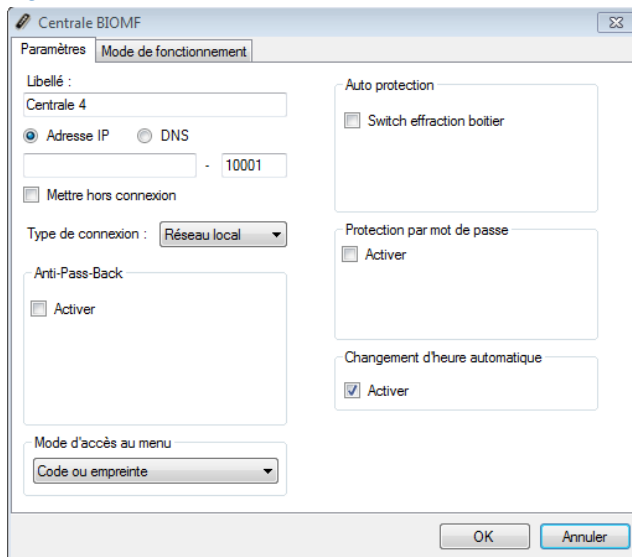 Centrale BIOMF
Paramètres Mode de fonctionnement
Libellé :
Centrale 4
Adresse IP DNS
- 10001
Mettre hors connexion
Type de connexion : Réseau local
Anti-Pass-Back
Activer
Mode d'accès au menu
Code ou empreinte
Auto protection
Switch effraction boitier
Protection par mot de passe
Activer
Changement d'heure automatique
Activer
OK Annuler